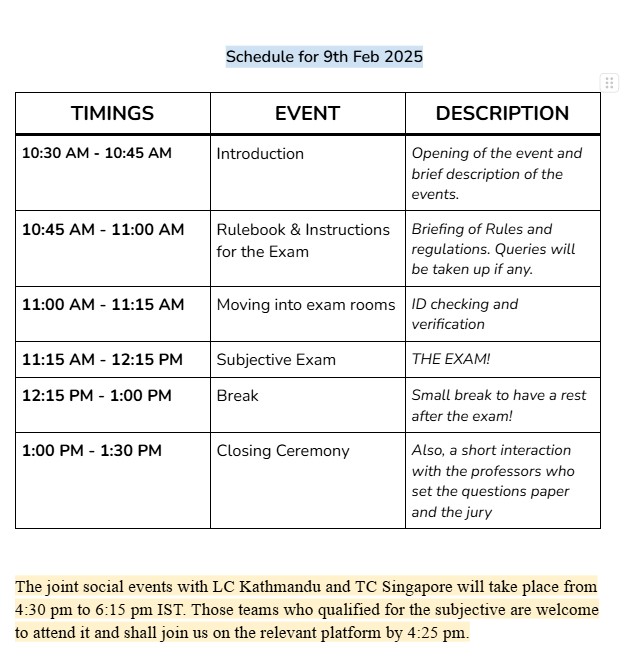 Schedule for 9th Feb 2025
TIMINGS EVENT DESCRIPTION
10:30 AM - 10:45 AM Introduction Opening of the event and
brief description of the
events.
10:45 AM - 11:00 AM Rulebook & Instructions Briefing of Rules and
for the Exam regulations. Queries will
be taken up if any.
11:00 AM - 11:15 AM Moving into exam rooms ID checking and
verification
11:15 AM - 12:15 PM Subjective Exam THE EXAM!
12:15 PM - 1:00 PM Break Small break to have a rest
after the exam!
1:00 PM - 1:30 PM Closing Ceremony Also, a short interaction
with the professors who
set the questions paper
and the jury
The joint social events with LC Kathmandu and TC Singapore will take place from
4:30 pm to 6:15 pm IST. Those teams who qualified for the subjective are welcome
to attend it and shall join us on the relevant platform by 4:25 pm.